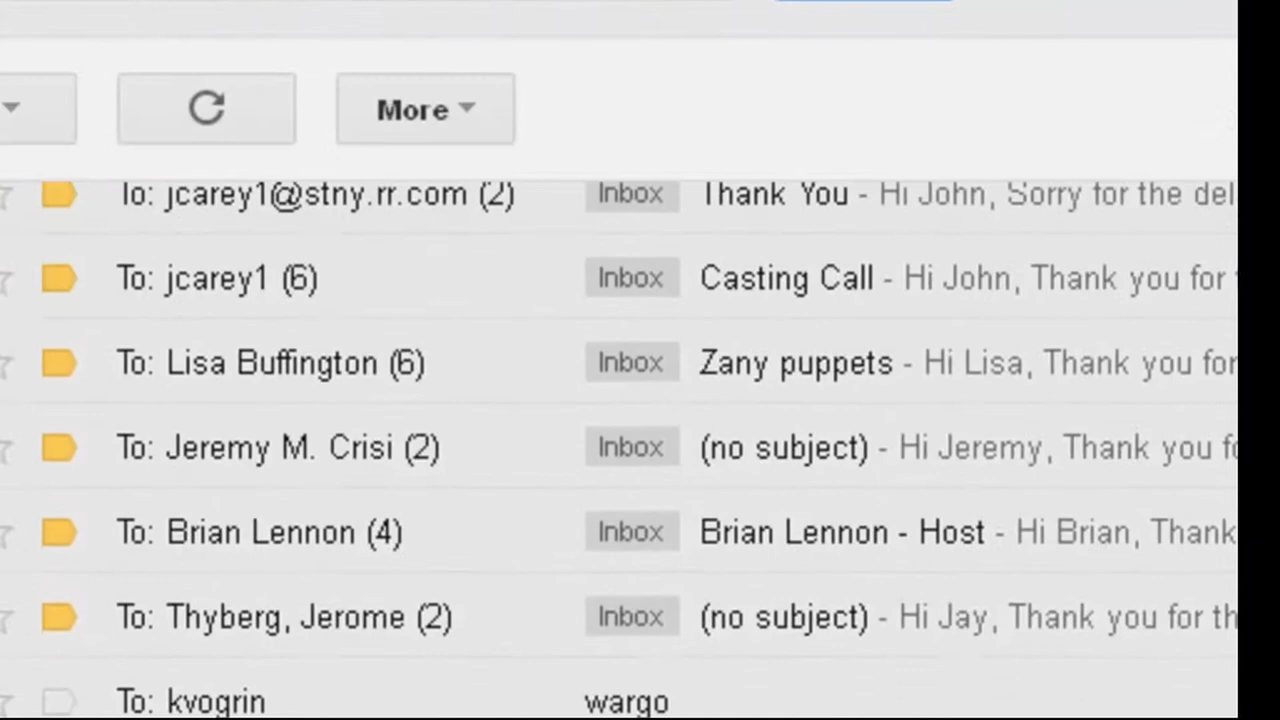 More
To: jcarey1@stny.rr.com (2) Inbox Thank You - Hi John, Sorry for the del
To: jcarey1 (6) Inbox Casting Call - Hi John, Thank you for
To: Lisa Buffington (6) Inbox Zany puppets - Hi Lisa, Thank you for
To: Jeremy M. Crisi (2) Inbox (no subject) - Hi Jeremy, Thank you fo
To: Brian Lennon (4) Inbox Brian Lennon - Host - Hi Brian, Thank
To: Thyberg, Jerome (2) Inbox (no subject) - Hi Jay, Thank you for th
To: kvogrin wargo